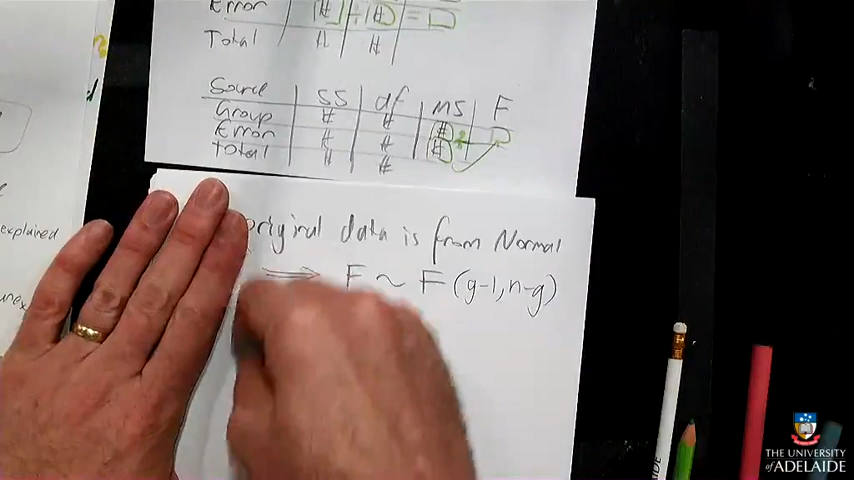 Error | # + # =
Total | # | #
Source | SS | df | MS | F
Group | # | # | #
Error | # | # | #
Total | # | #
explained
unex
original data is from Normal
⟹ F ~ F (g-1, n-g)
THE UNIVERSITY
of ADELAIDE